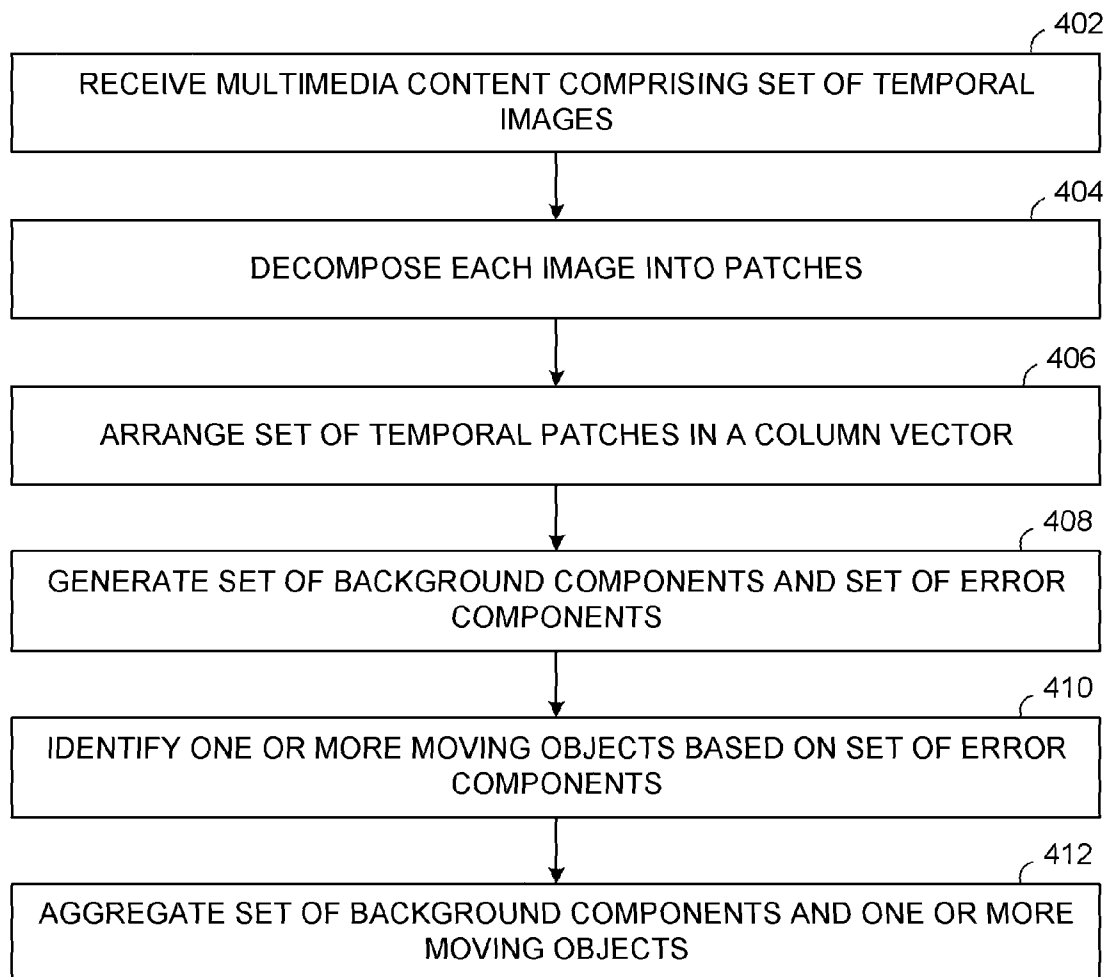 402
RECEIVE MULTIMEDIA CONTENT COMPRISING SET OF TEMPORAL
IMAGES
404
DECOMPOSE EACH IMAGE INTO PATCHES
406
ARRANGE SET OF TEMPORAL PATCHES IN A COLUMN VECTOR
408
GENERATE SET OF BACKGROUND COMPONENTS AND SET OF ERROR
COMPONENTS
410
IDENTIFY ONE OR MORE MOVING OBJECTS BASED ON SET OF ERROR
COMPONENTS
412
AGGREGATE SET OF BACKGROUND COMPONENTS AND ONE OR MORE
MOVING OBJECTS